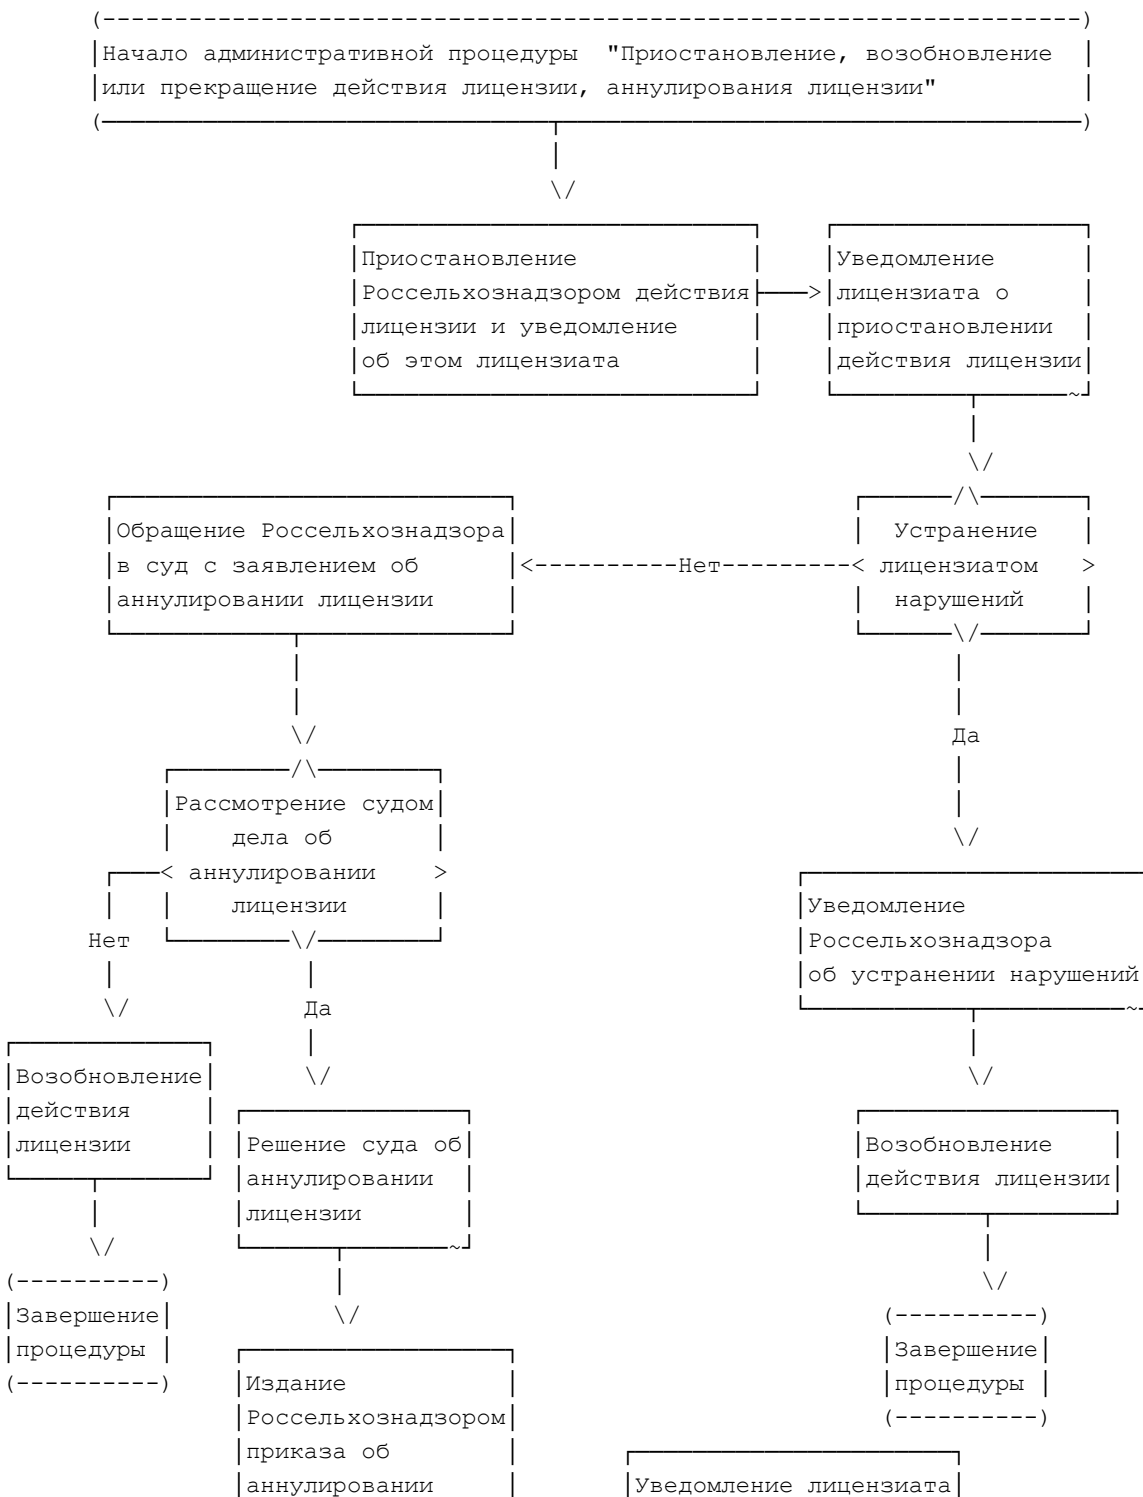 Начало административной процедуры "Приостановление, возобновление
или прекращение действия лицензии, аннулирования лицензии"
Приостановление
Россельхознадзором действия
лицензии и уведомление
об этом лицензиата
Уведомление
лицензиата о
приостановлении
действия лицензии
Устранение
лицензиатом
нарушений
Нет
Обращение Россельхознадзора
в суд с заявлением об
аннулировании лицензии
Да
Рассмотрение судом
дела об
аннулировании
лицензии
Уведомление
Россельхознадзора
об устранении нарушений
Нет
Да
Возобновление
действия
лицензии
Решение суда об
аннулировании
лицензии
Возобновление
действия лицензии
Завершение
процедуры
Завершение
процедуры
Издание
Россельхознадзором
приказа об
аннулировании
Уведомление лицензиата